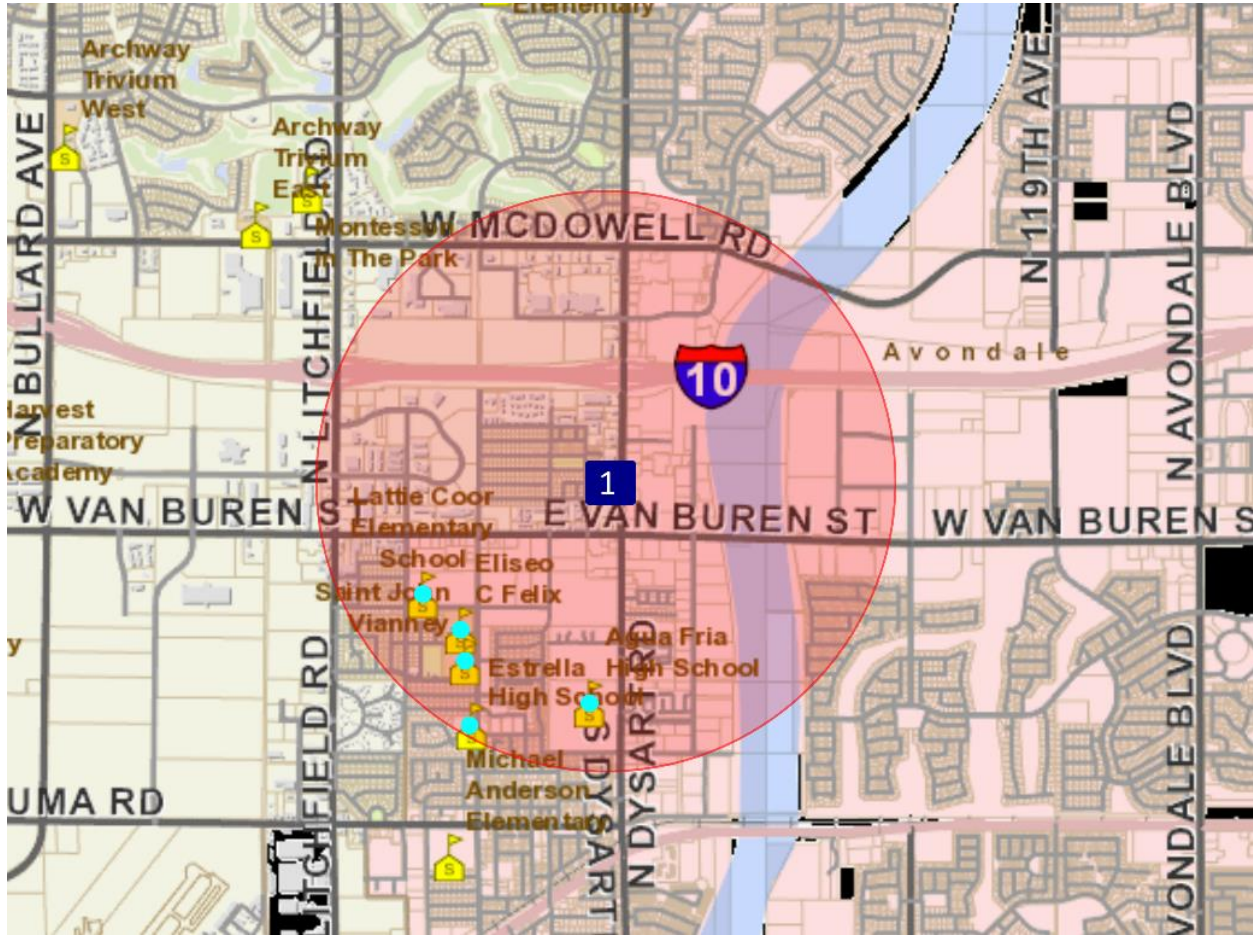 Elementary
Archway
Trivium
West
Archway
Trivium
East
Montessori
In The Park
W MCDOWELL RD
N BULLARD AVE
N LITCHFIELD RD
N 119TH AVE
N AVONDALE BLVD
10
Avondale
Harvest
Preparatory
Academy
1
W VAN BUREN ST
E VAN BUREN ST
W VAN BUREN S
Lattie Coor
Elementary
School
Eliseo
C Felix
Saint John
Vianney
Agua Fria
High School
Estrella
High School
Michael
Anderson
Elementary
y
UMA RD
LITCHFIELD RD
S DYSART
N DYSART RD
VONDALE BLVD
S
S
S
S
S
S
S
S